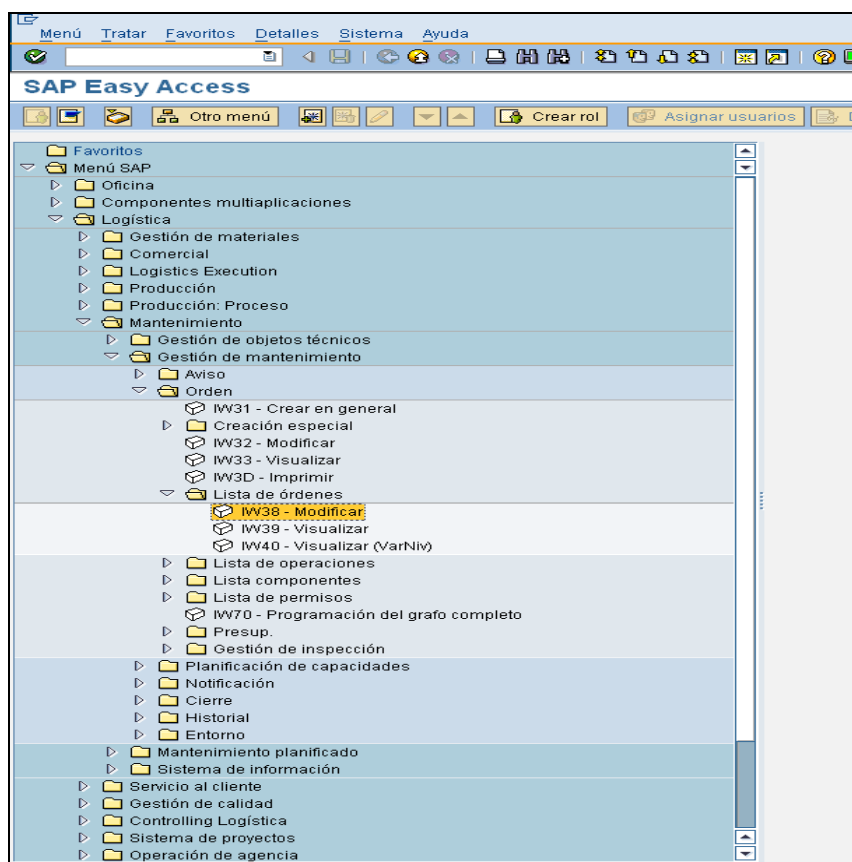 Menú Tratar Favoritos Detalles Sistema Ayuda
SAP Easy Access
Otro menú Crear rol Asignar usuarios
Favoritos
Menú SAP
Oficina
Componentes multiaplicaciones
Logística
Gestión de materiales
Comercial
Logistics Execution
Producción
Producción: Proceso
Mantenimiento
Gestión de objetos técnicos
Gestión de mantenimiento
Aviso
Orden
IW31 - Crear en general
Creación especial
IW32 - Modificar
IW33 - Visualizar
IW3D - Imprimir
Lista de órdenes
IW38 - Modificar
IW39 - Visualizar
IW40 - Visualizar (VarNiv)
Lista de operaciones
Lista componentes
Lista de permisos
IW70 - Programación del grafo completo
Presup.
Gestión de inspección
Planificación de capacidades
Notificación
Cierre
Historial
Entorno
Mantenimiento planificado
Sistema de información
Servicio al cliente
Gestión de calidad
Controlling Logística
Sistema de proyectos
Operación de agencia